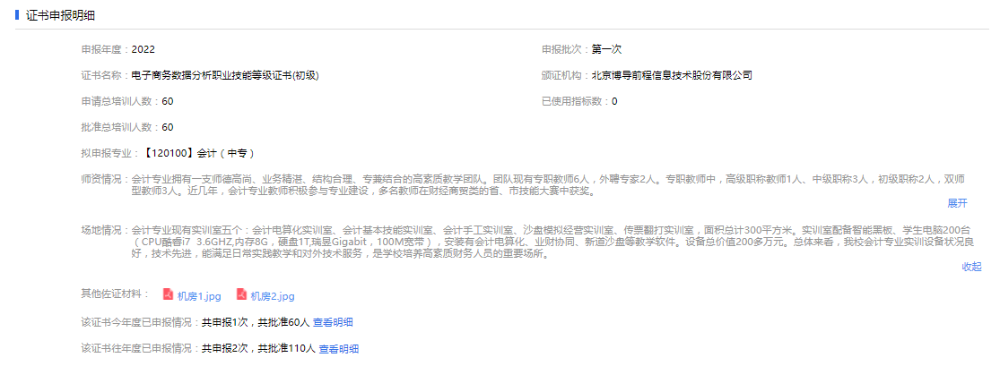 证书申报明细
申报年度：2022
申报批次：第一次
证书名称：电子商务数据分析职业技能等级证书(初级)
颁证机构：北京博导前程信息技术股份有限公司
申请总培训人数：60
已使用指标数：0
批准总培训人数：60
拟申报专业：【120100】会计（中专）
师资情况：会计专业拥有一支师德高尚、业务精湛、结构合理、专兼结合的高素质教学团队。团队现有专职教师6人，外聘专家2人。专职教师中，高级职称教师1人、中级职称3人，初级职称2人，双师
型教师3人。近几年，会计专业教师积极参与专业建设，多名教师在财经商贸类的省、市技能大赛中获奖。
展开
场地情况：会计专业现有实训室五个：会计电算化实训室、会计基本技能实训室、会计手工实训室、沙盘模拟经营实训室、传票翻打实训室，面积总计300平方米。实训室配备智能黑板、学生电脑200台
（CPU酷睿i7 3.6GHZ,内存8G，硬盘1T,瑞昱Gigabit，100M宽带），安装有会计电算化、业财协同、新道沙盘等教学软件。设备总价值200多万元。总体来看，我校会计专业实训设备状况良
好，技术先进，能满足日常实践教学和对外技术服务，是学校培养高素质财务人员的重要场所。
收起
其他佐证材料： 机房1.jpg 机房2.jpg
该证书今年度已申报情况：共申报1次，共批准60人 查看明细
该证书往年度已申报情况：共申报2次，共批准110人 查看明细